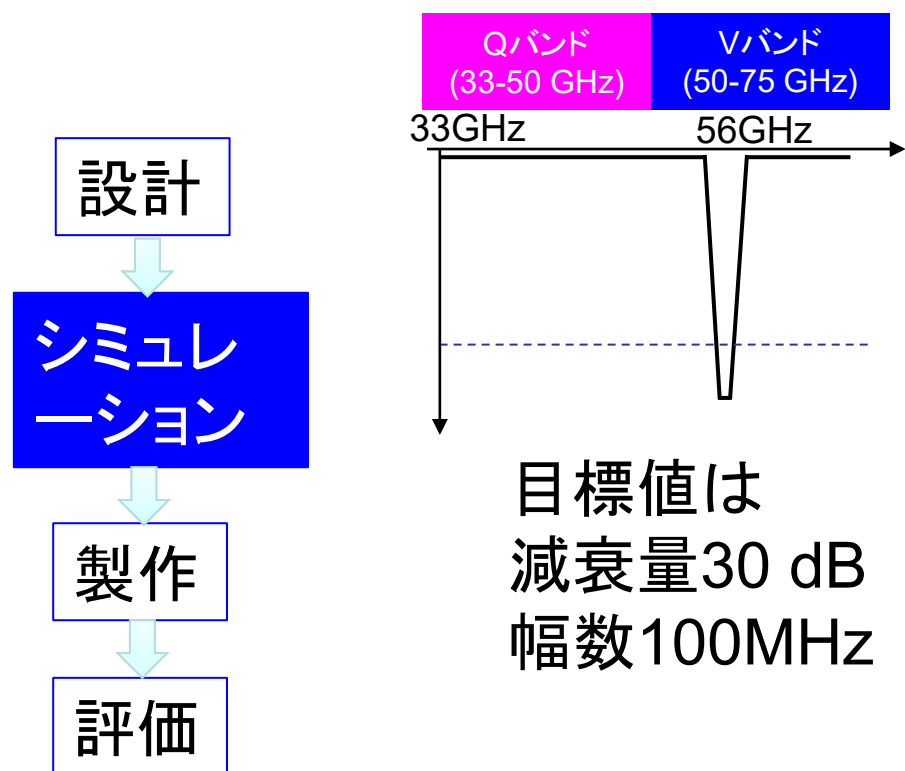 Qバンド
(33-50 GHz)
Vバンド
(50-75 GHz)
33GHz
56GHz
設計
シミュレ
ーション
製作
評価
目標値は
減衰量30 dB
幅数100MHz